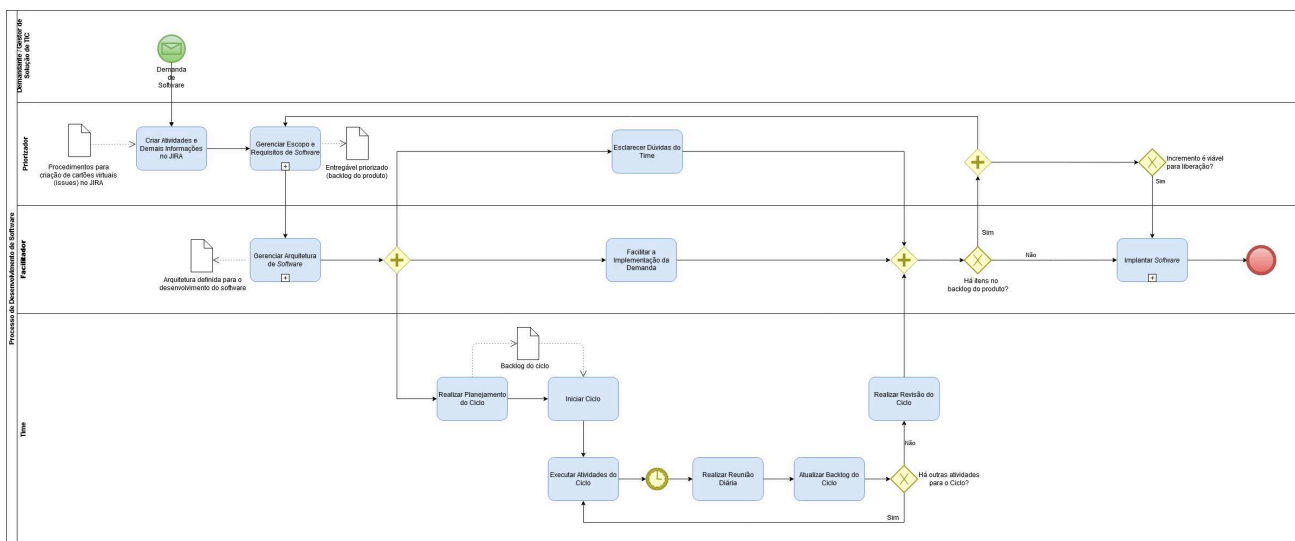 Processo de Desenvolvimento de Software
Demandante / Gestor de
Solução de TIC
Demanda
de
Software
Priorizador
Procedimentos para
criação de cartões virtuais
(issues) no JIRA
Criar Atividades e
Demais Informações
no JIRA
Gerenciar Escopo e
Requisitos de Software
Entregável priorizado
(backlog do produto)
Esclarecer Dúvidas do
Time
Incremento é viável
para liberação?
Sim
Facilitador
Arquitetura definida para o
desenvolvimento do software
Gerenciar Arquitetura
de Software
Facilitar a
Implementação da
Demanda
Sim
Há itens no
backlog do produto?
Não
Implantar Software
Time
Backlog do ciclo
Realizar Planejamento
do Ciclo
Iniciar Ciclo
Realizar Revisão do
Ciclo
Não
Executar Atividades do
Ciclo
Realizar Reunião
Diária
Atualizar Backlog do
Ciclo
Há outras atividades
para o Ciclo?
Sim